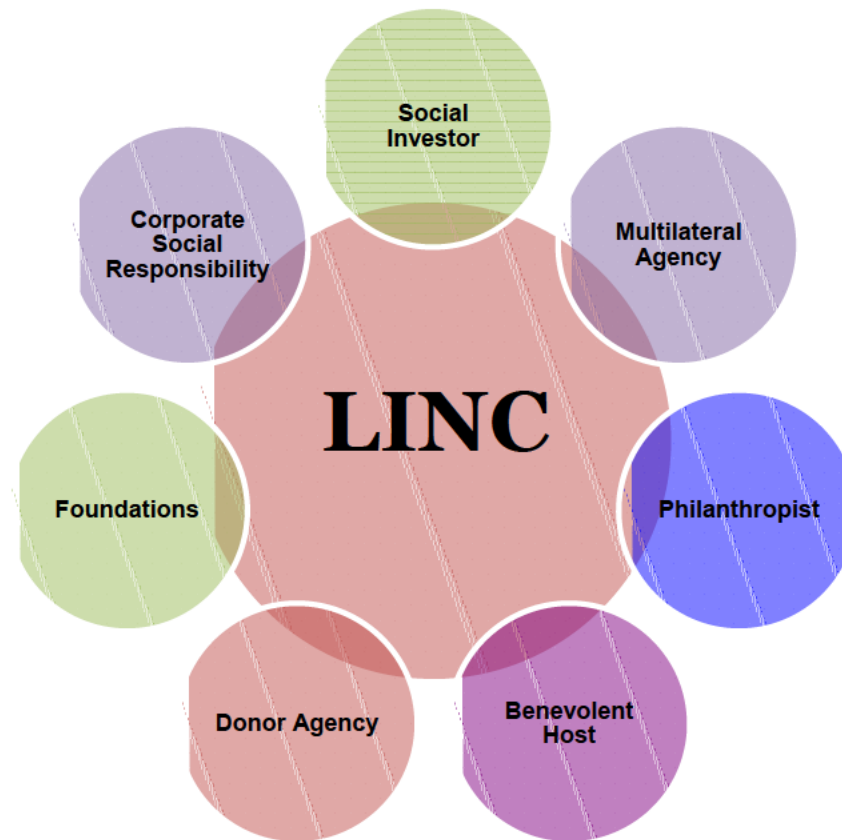 Social
Investor
Multilateral
Agency
Philanthropist
Benevolent
Host
Donor Agency
Foundations
Corporate
Social
Responsibility
LINC